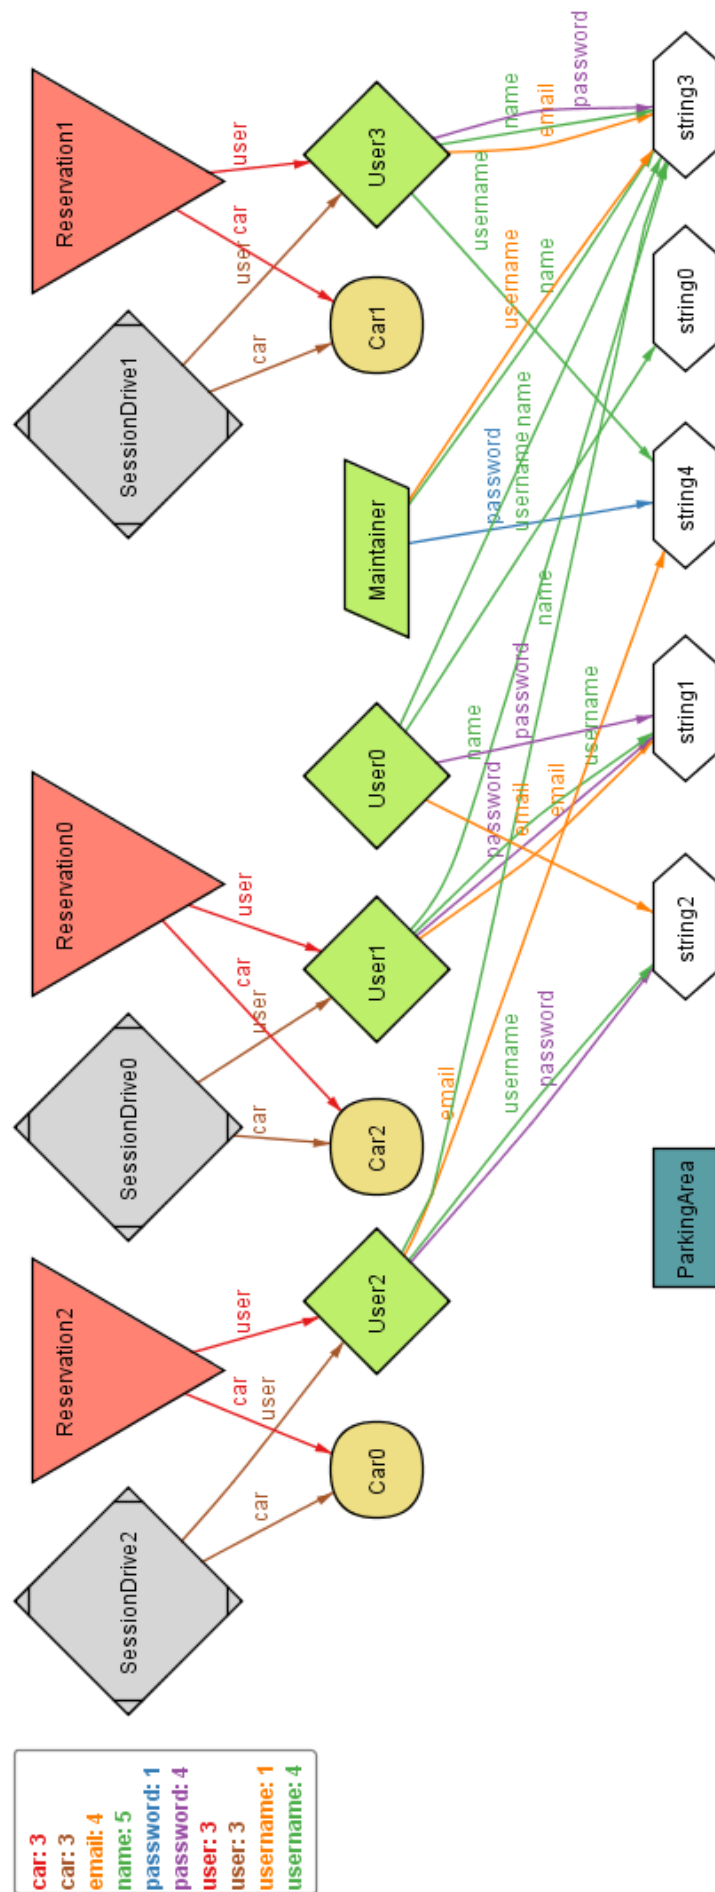 car: 3
car: 3
email: 4
name: 5
password: 1
password: 4
user: 3
user: 3
username: 1
username: 4
SessionDrive2
Reservation2
SessionDrive0
Reservation0
SessionDrive1
Reservation1
car
user
car
user
car
user
car
user
car
user
car
user
Car0
User2
Car2
User1
User0
Maintainer
Car1
User3
email
username
password
name
password
email
email
username
password
name
username
name
password
username
name
username
name
email
password
ParkingArea
string2
string1
string4
string0
string3